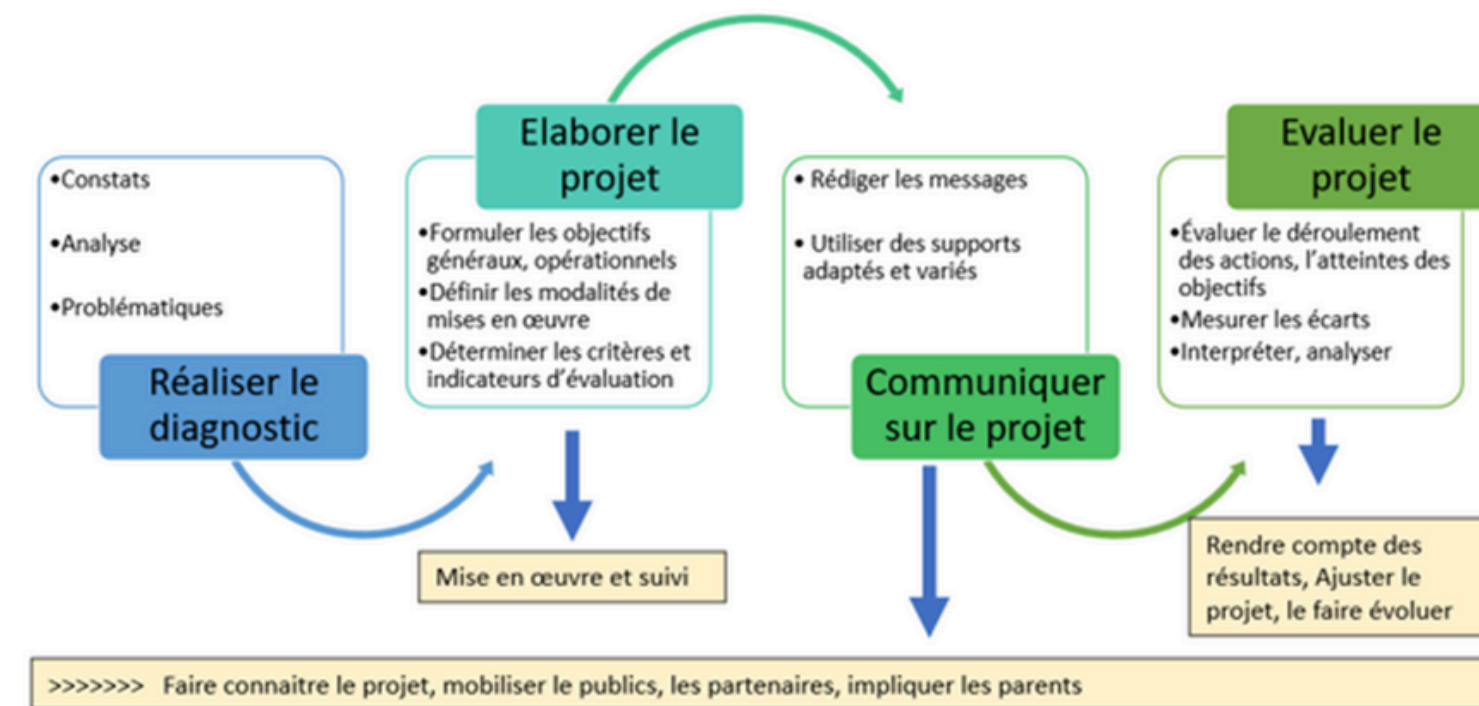 •Constats
•Analyse
•Problématiques
Réaliser le
diagnostic
Elaborer le
projet
•Formuler les objectifs
généraux, opérationnels
•Définir les modalités de
mises en œuvre
•Déterminer les critères et
indicateurs d'évaluation
Mise en œuvre et suivi
• Rédiger les messages
• Utiliser des supports
adaptés et variés
Communiquer
sur le projet
Evaluer le
projet
•Évaluer le déroulement
des actions, l'atteintes des
objectifs
•Mesurer les écarts
•Interpréter, analyser
Rendre compte des
résultats, Ajuster le
projet, le faire évoluer
>>>>>>> Faire connaitre le projet, mobiliser le publics, les partenaires, impliquer les parents